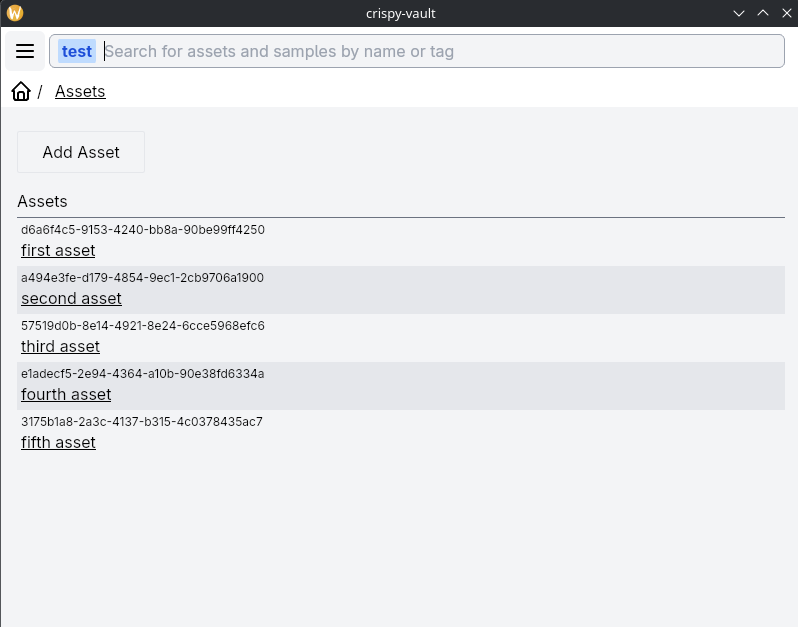 crispy-vault
test Search for assets and samples by name or tag
/ Assets
Add Asset
Assets
d6a6f4c5-9153-4240-bb8a-90be99ff4250
first asset
a494e3fe-d179-4854-9ec1-2cb9706a1900
second asset
57519d0b-8e14-4921-8e24-6cce5968efc6
third asset
e1adecf5-2e94-4364-a10b-90e38fd6334a
fourth asset
3175b1a8-2a3c-4137-b315-4c0378435ac7
fifth asset